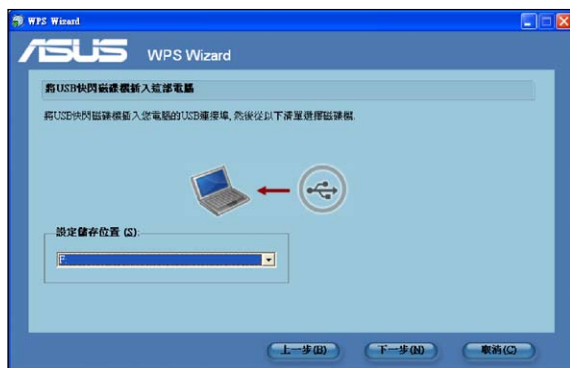 WPS Wizard
ASUS WPS Wizard
將USB快閃磁碟機插入這部電腦
將USB快閃磁碟機插入您電腦的USB連接埠, 然後從以下清單選擇磁碟機.
設定儲存位置 (S):
上一步(B) 下一步(N) 取消(C)